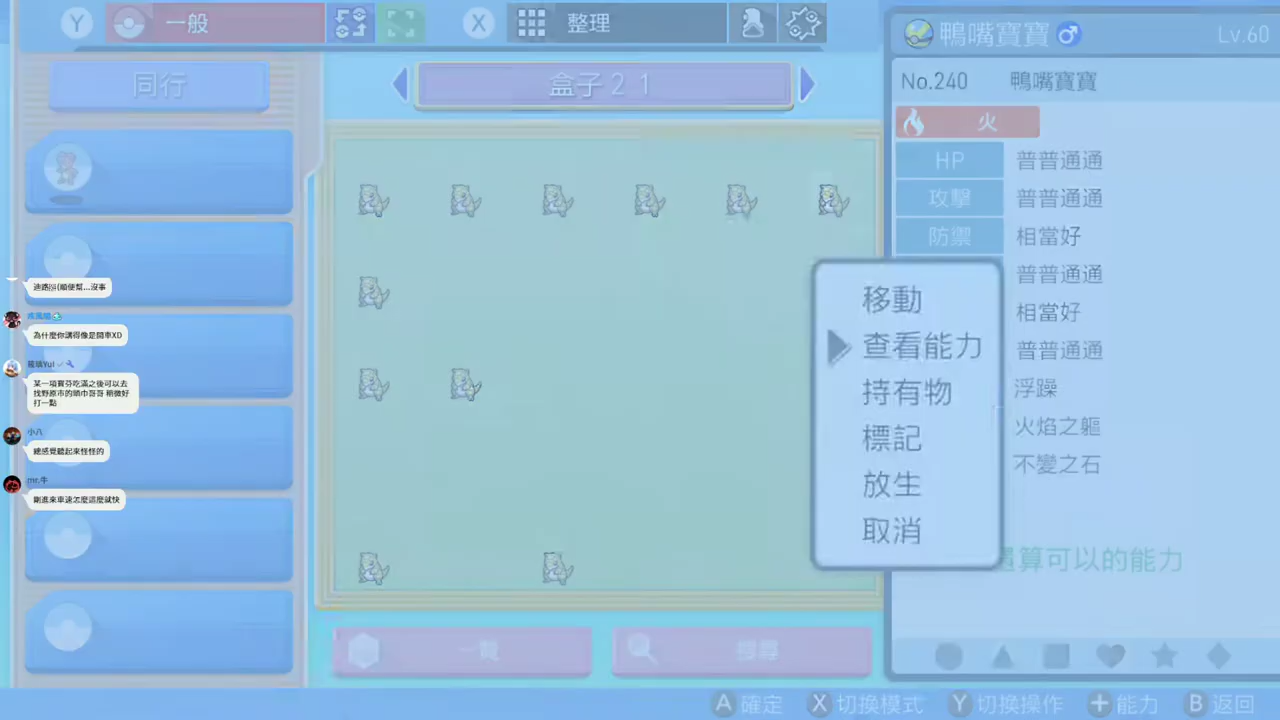 Y 一般 X 整理
鴨嘴寶寶 ♂ Lv.60
同行
盒子21
No.240 鴨嘴寶寶
火
HP 普普通通
攻擊 普普通通
防禦 相當好
普普通通
相當好
普普通通
浮躁
火焰之軀
不變之石
還算可以的能力
移動
查看能力
持有物
標記
放生
取消
為什麼你講得像是開車XD
某一項賽芬吃滿之後可以去
找野原市的頭巾哥哥 稍微好
打一點
小八
總感覺聽起來怪怪的
mr.牛
剛進來車速怎麼這麼就快
一覽
搜尋
A 確定 X 切換模式 Y 切換操作 + 能力 B 返回